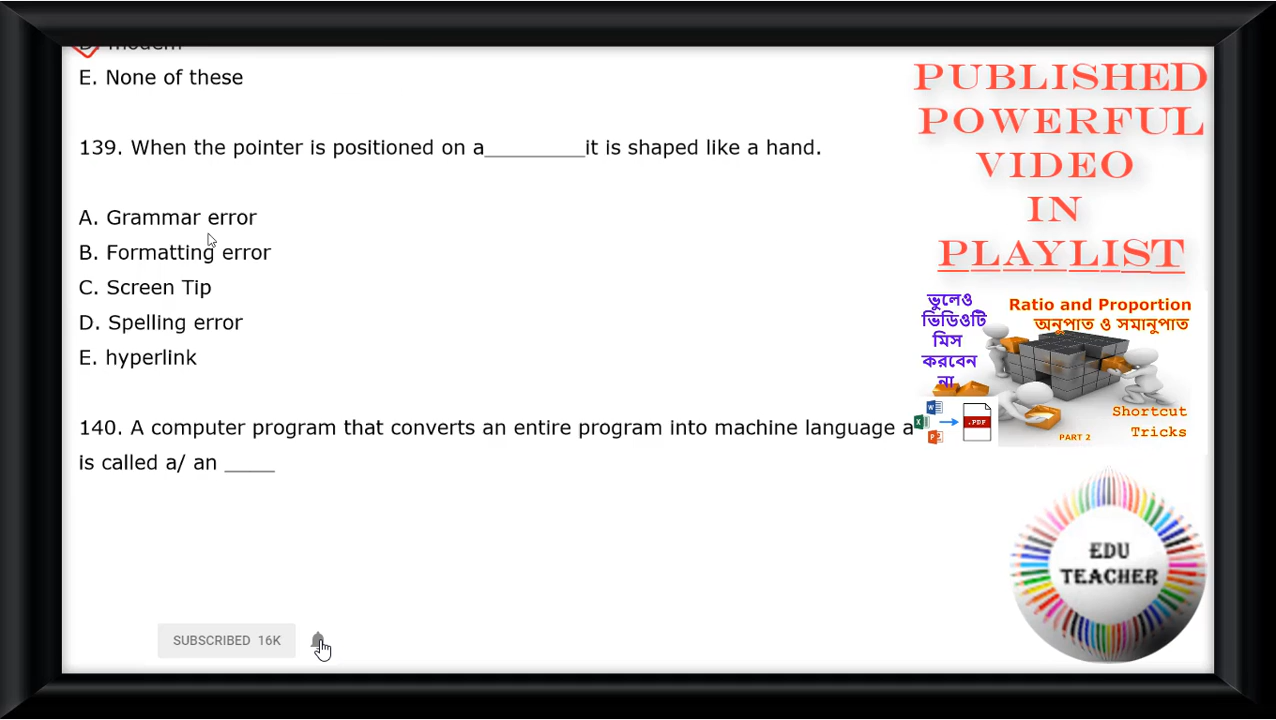 D. modem
E. None of these
139. When the pointer is positioned on a__________it is shaped like a hand.
A. Grammar error
B. Formatting error
C. Screen Tip
D. Spelling error
E. hyperlink
140. A computer program that converts an entire program into machine language a
is called a/ an _____
SUBSCRIBED 16K
PUBLISHED
POWERFUL
VIDEO
IN
PLAYLIST
ভুলেও
ভিডিওটি
মিস
করবেন
না
Ratio and Proportion
অনুপাত ও সমানুপাত
W
X
P
.PDF
Shortcut
Tricks
PART 2
EDU
TEACHER